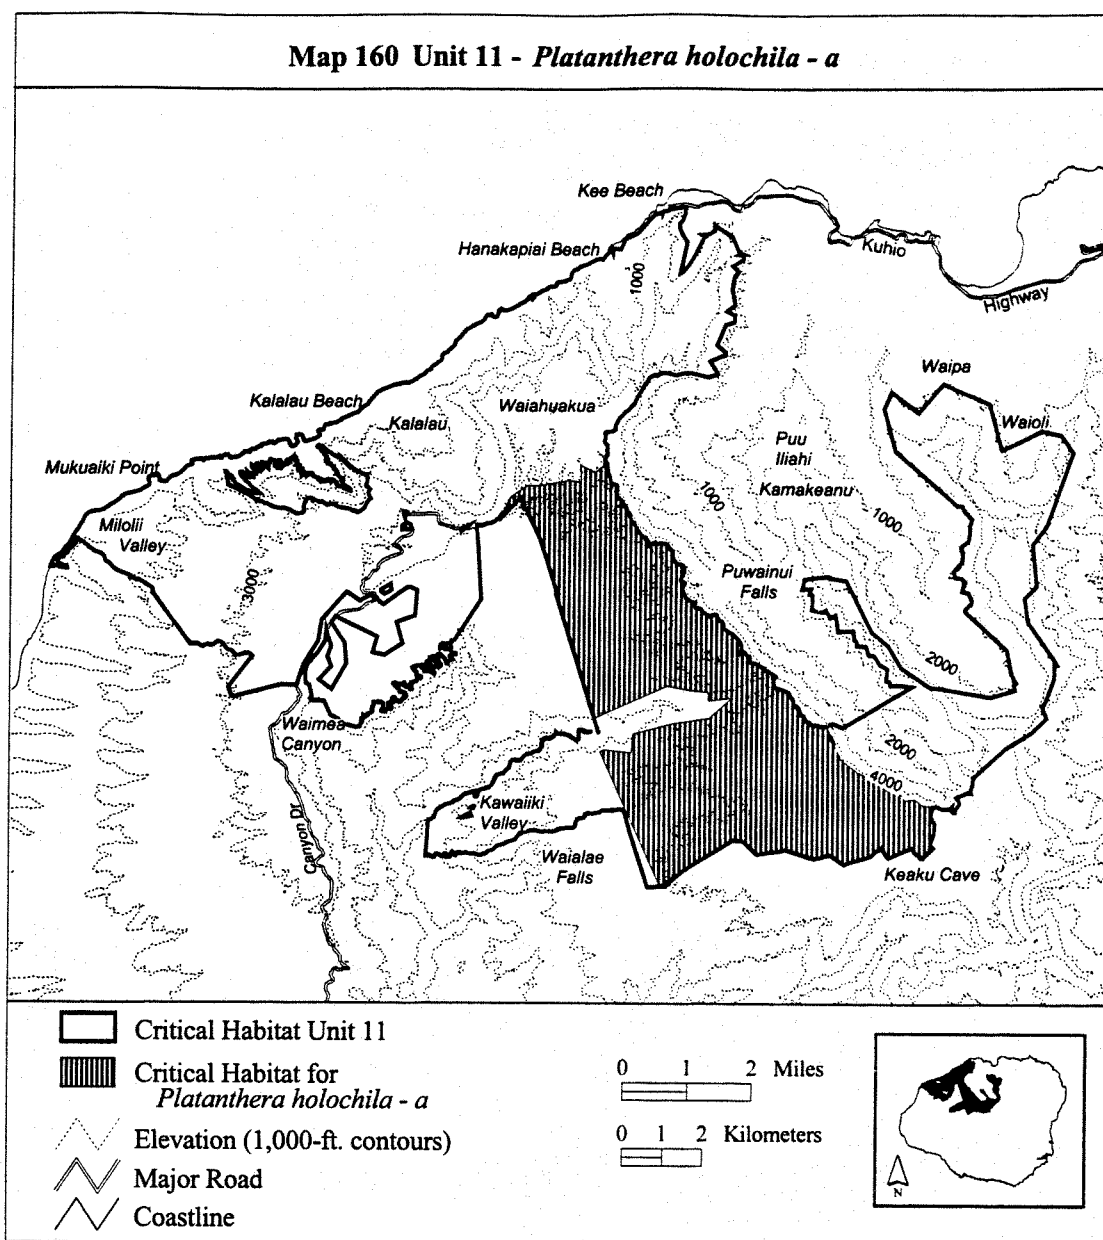 Map 160 Unit 11 - Platanthera holochila - a
Kee Beach
Hanakapiai Beach
Kuhio
Highway
1000
Waipa
Kalalau Beach
Kalalau
Waiahuakua
Waioli
Puu
Iliahi
Mukuaiki Point
Kamakeanu
1000
1000
Milolii
Valley
3000
Puwainui
Falls
2000
Waimea
Canyon
2000
4000
Kawaiiki
Valley
Canyon Dr
Waialae
Falls
Keaku Cave
Critical Habitat Unit 11
Critical Habitat for
Platanthera holochila - a
Elevation (1,000-ft. contours)
Major Road
Coastline
0 1 2 Miles
0 1 2 Kilometers
N